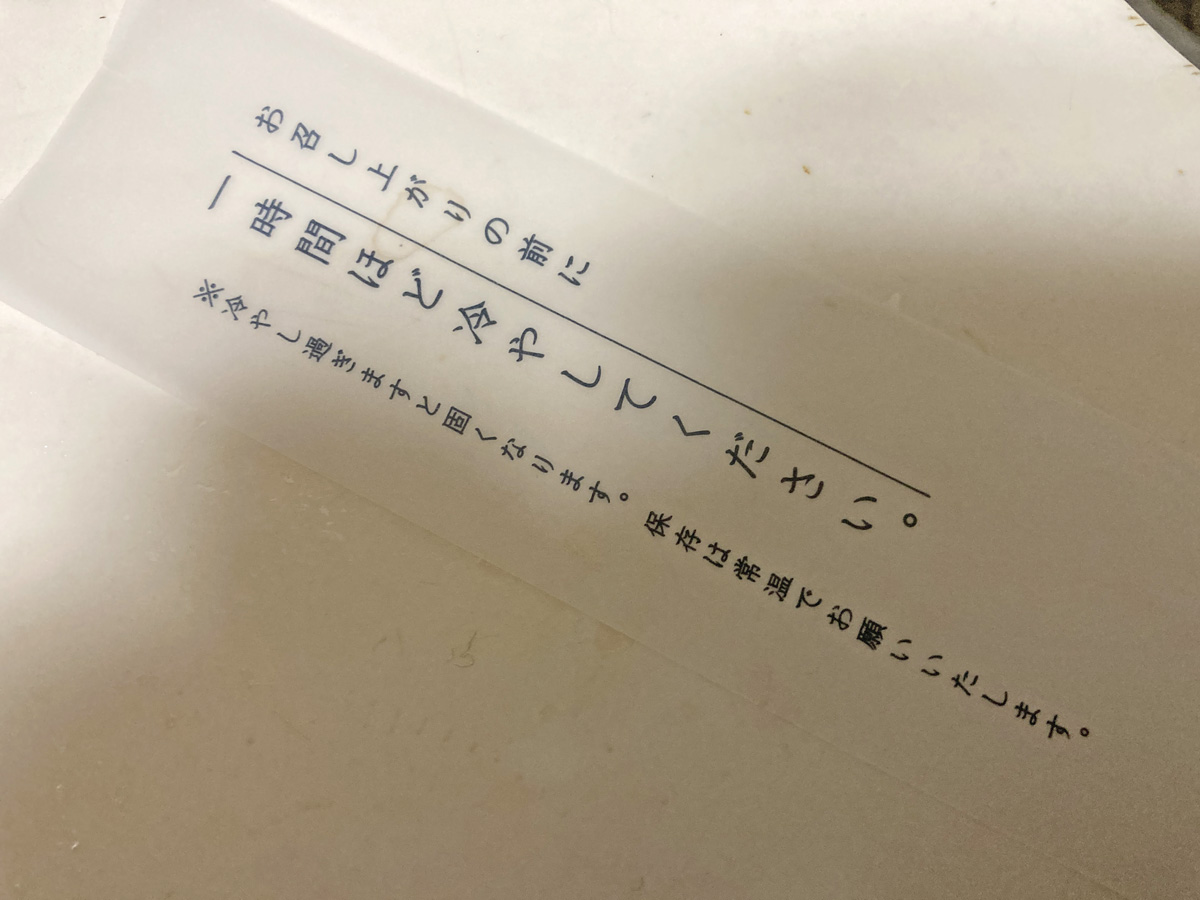 お召し上がりの前に
一時間ほど冷やしてください。
※冷やし過ぎますと固くなります。保存は常温でお願いいたします。